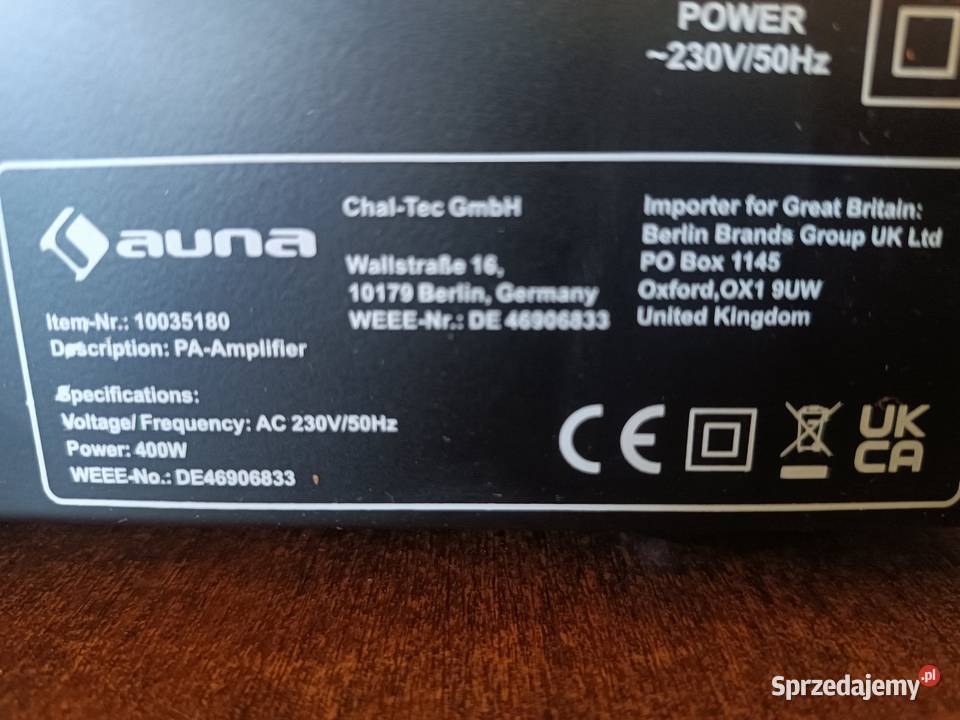 POWER
~230V/50Hz
auna
Item-Nr.: 10035180
Description: PA-Amplifier
Specifications:
Voltage/ Frequency: AC 230V/50Hz
Power: 400W
WEEE-No.: DE46906833
Chal-Tec GmbH
Wallstraße 16,
10179 Berlin, Germany
WEEE-Nr.: DE 46906833
Importer for Great Britain:
Berlin Brands Group UK Ltd
PO Box 1145
Oxford,OX1 9UW
United Kingdom
CE
UK
CA
Sprzedajemy.pl